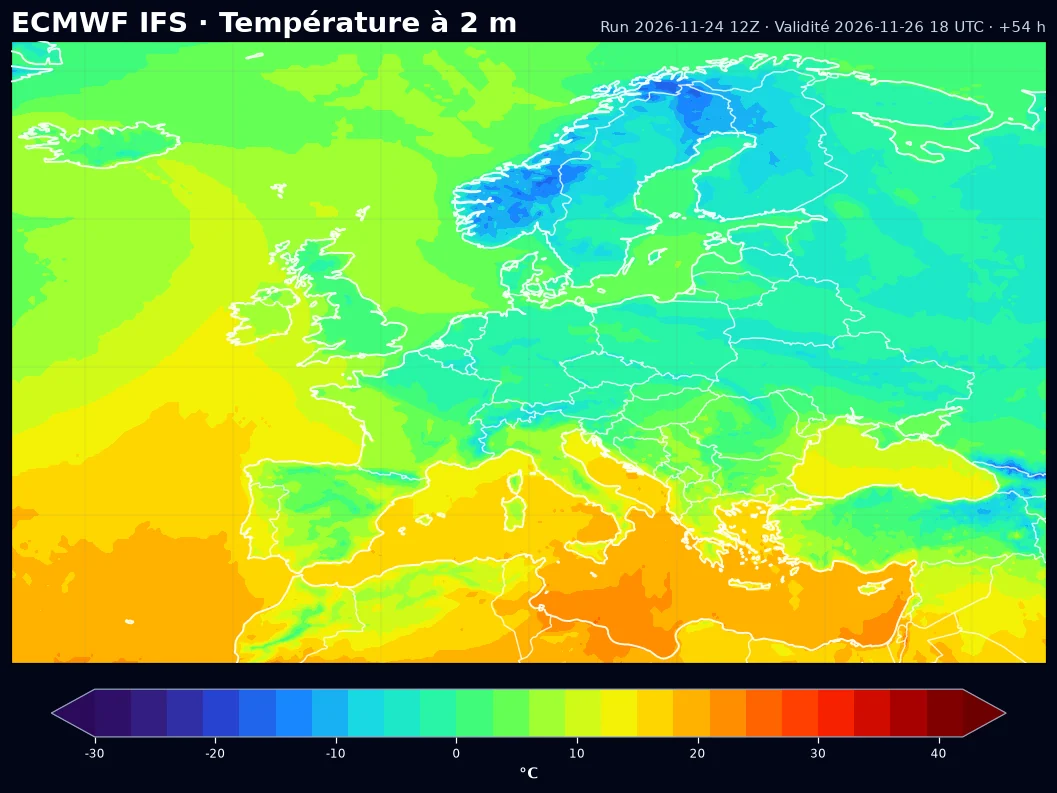 ECMWF IFS · Température à 2 m
Run 2026-11-24 12Z · Validité 2026-11-26 18 UTC · +54 h
-30 -20 -10 0 10 20 30 40
°C